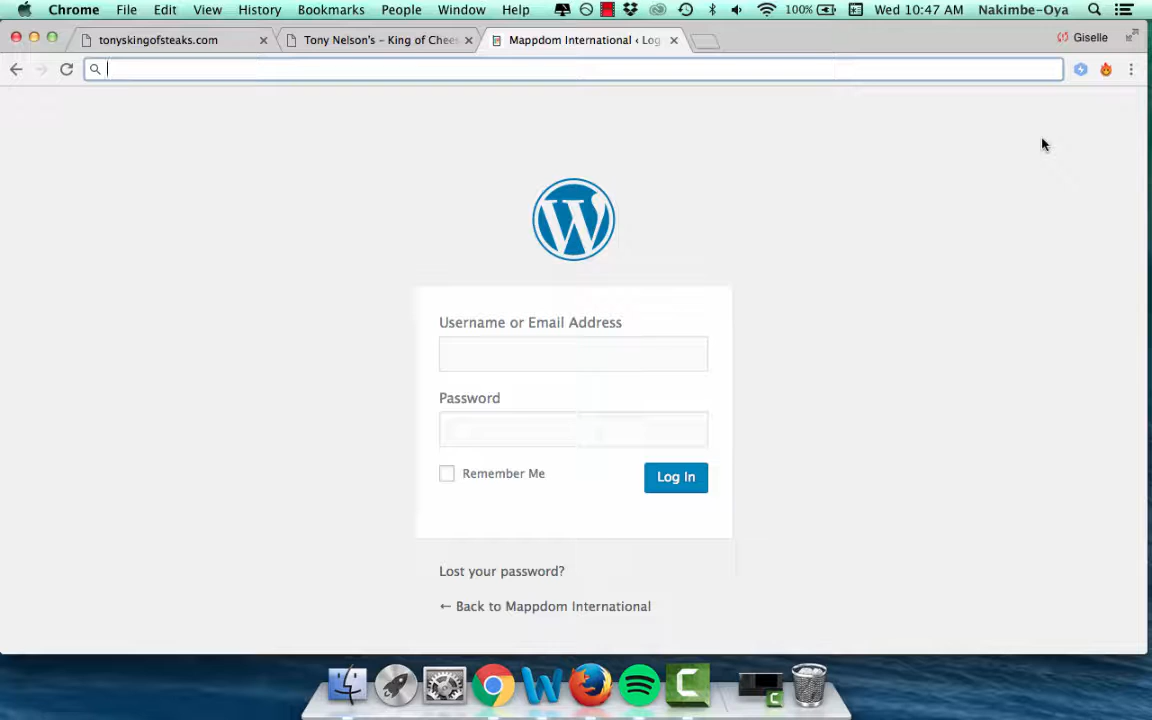 Chrome File Edit View History Bookmarks People Window Help 100% Wed 10:47 AM Nakimbe-Oya
tonyskingofsteaks.com Tony Nelson's – King of Chees Mappdom International ‹ Log Giselle
Username or Email Address
Password
Remember Me Log In
Lost your password?
← Back to Mappdom International